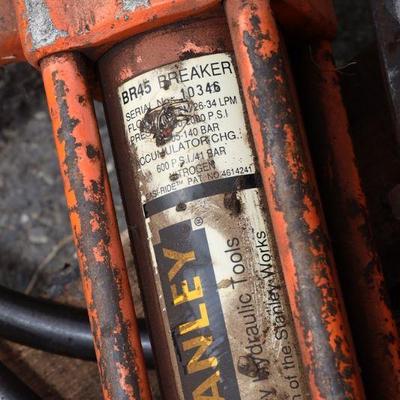 BR45 BREAKER
SERIAL NO. 10346
26-34 LPM
P.S.I
140 BAR
ACCUMULATOR CHG.:
600 P.S.I/41 BAR
NITROGEN
PAT. NO. 4614241
STANLEY®
Hydraulic Tools
of the Stanley Works